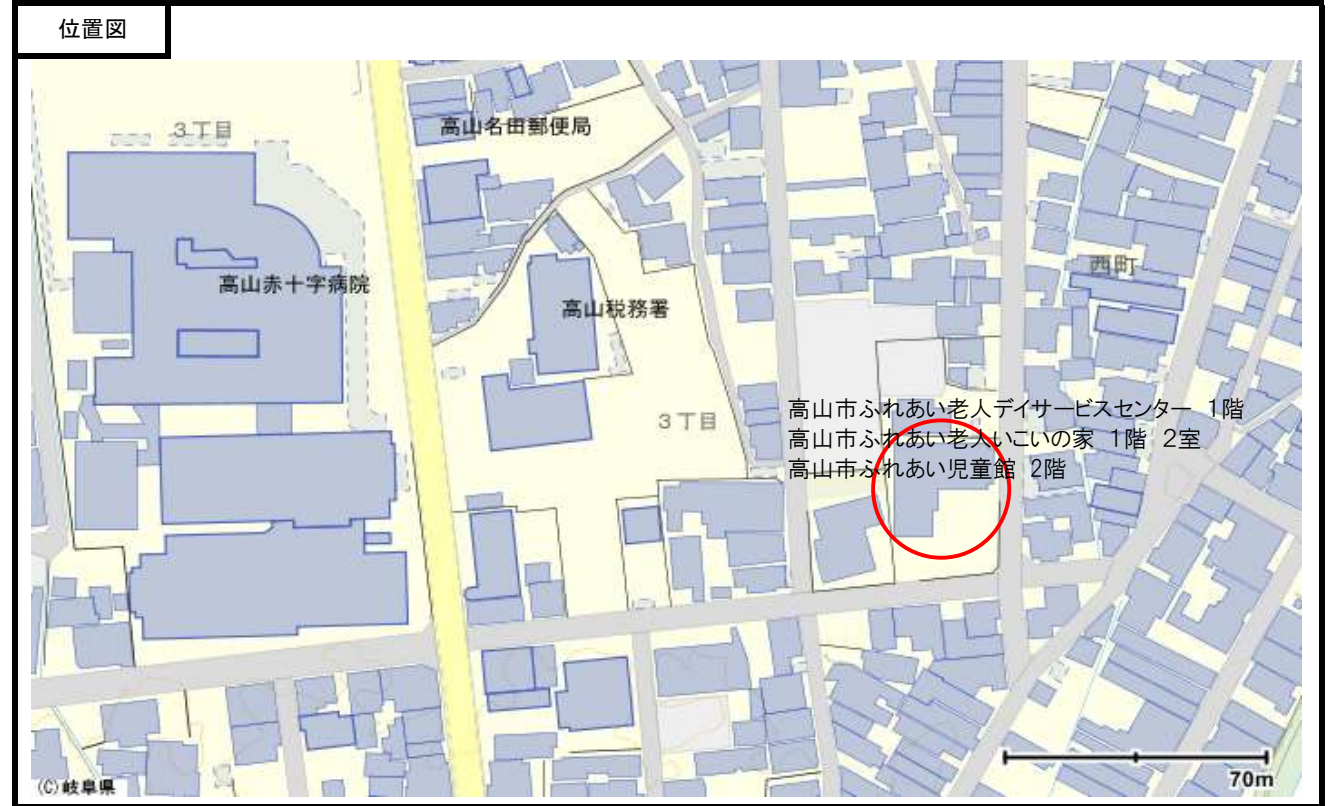 位置図
3丁目
高山名田郵便局
高山赤十字病院
高山税務署
西町
3丁目
高山市ふれあい老人デイサービスセンター 1階
高山市ふれあい老人いこいの家 1階 2室
高山市ふれあい児童館 2階
70m
(C)岐阜県